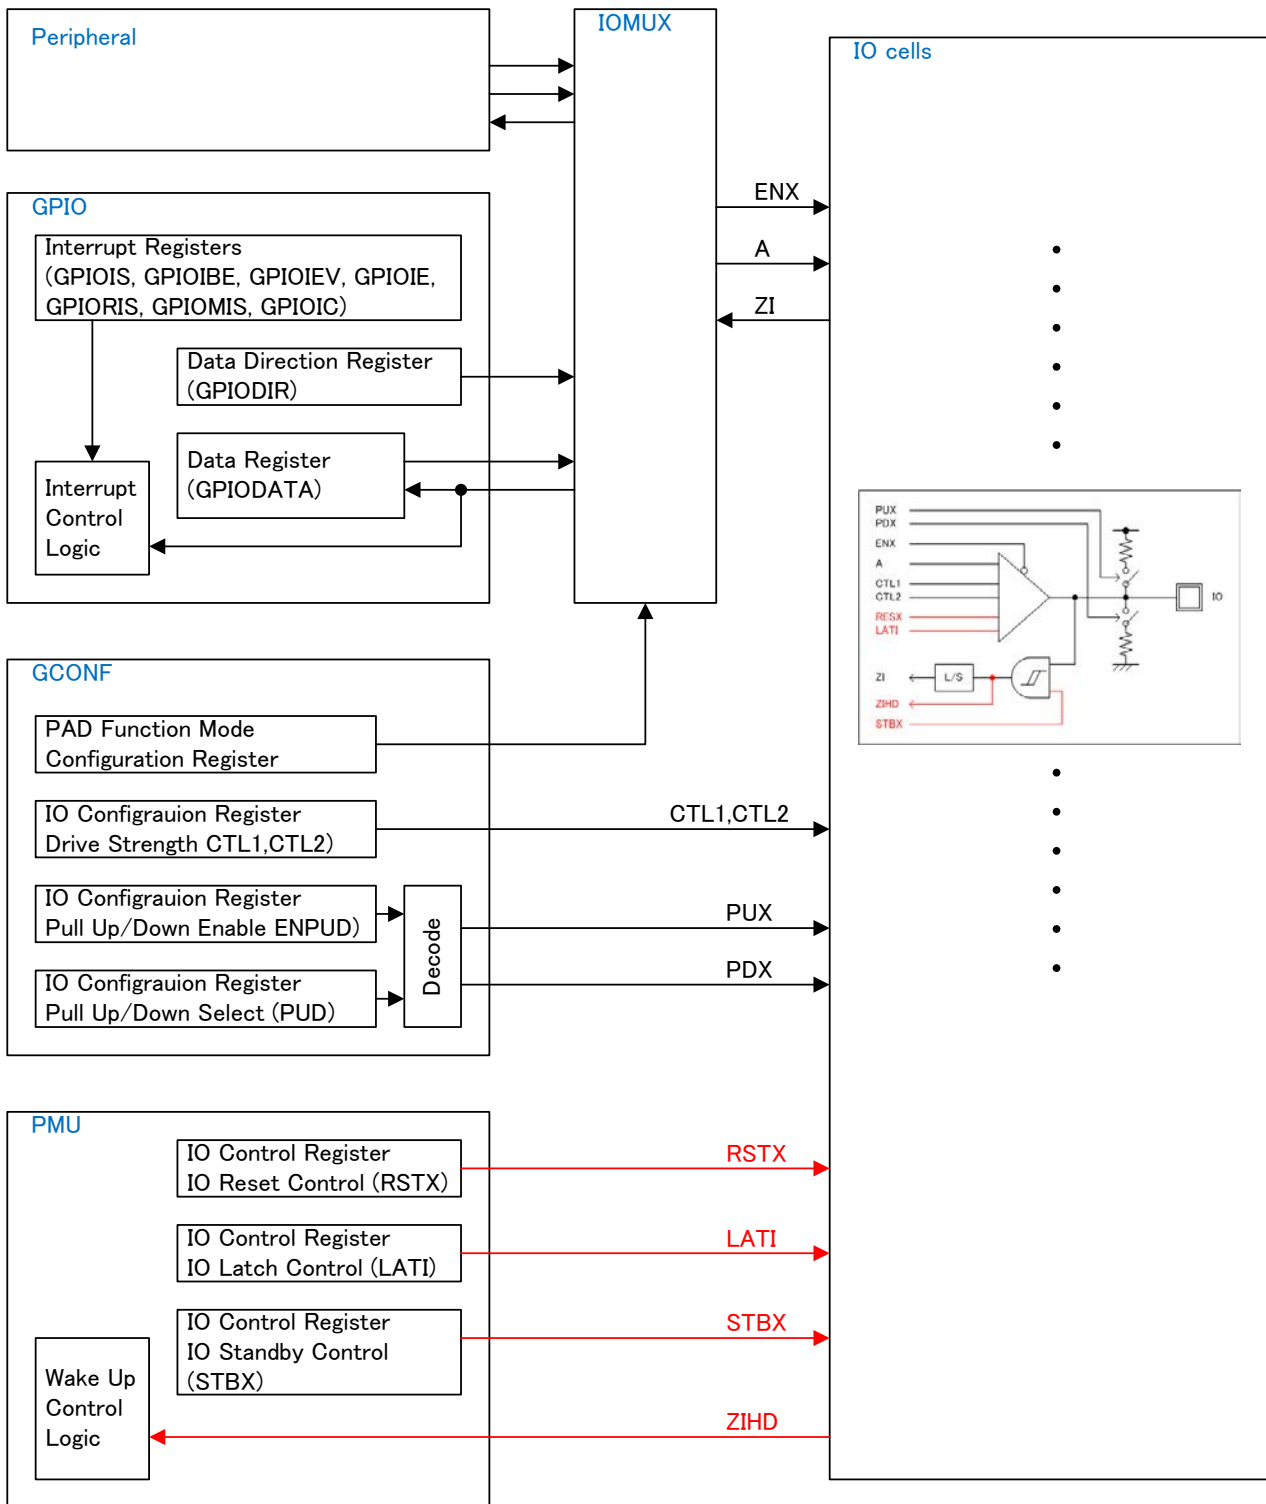 Peripheral
IOMUX
IO cells
GPIO
Interrupt Registers
(GPIOIS, GPIOIBE, GPIOIEV, GPIOIE,
GPIORIS, GPIOMIS, GPIOIC)
Data Direction Register
(GPIODIR)
Data Register
(GPIODATA)
Interrupt
Control
Logic
ENX
A
ZI
PUX
PDX
ENX
A
CTL1
CTL2
RESX
LATI
IO
ZI
L/S
ZIHD
STBX
GCONF
PAD Function Mode
Configuration Register
IO Configrauion Register
Drive Strength CTL1,CTL2)
IO Configrauion Register
Pull Up/Down Enable ENPUD)
IO Configrauion Register
Pull Up/Down Select (PUD)
Decode
CTL1,CTL2
PUX
PDX
PMU
IO Control Register
IO Reset Control (RSTX)
IO Control Register
IO Latch Control (LATI)
IO Control Register
IO Standby Control
(STBX)
Wake Up
Control
Logic
RSTX
LATI
STBX
ZIHD